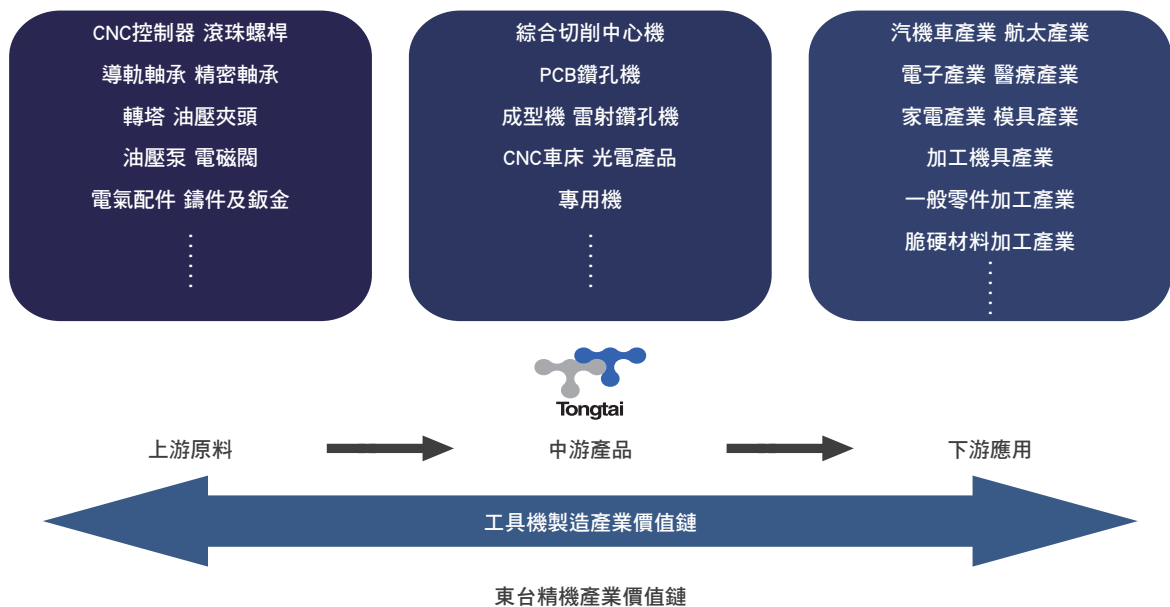 CNC控制器 滾珠螺桿
導軌軸承 精密軸承
轉塔 油壓夾頭
油壓泵 電磁閥
電氣配件 鑄件及鈑金
綜合切削中心機
PCB鑽孔機
成型機 雷射鑽孔機
CNC車床 光電產品
專用機
汽機車產業 航太產業
電子產業 醫療產業
家電產業 模具產業
加工機具產業
一般零件加工產業
脆硬材料加工產業
Tongtai
上游原料
中游產品
下游應用
工具機製造產業價值鏈
東台精機產業價值鏈